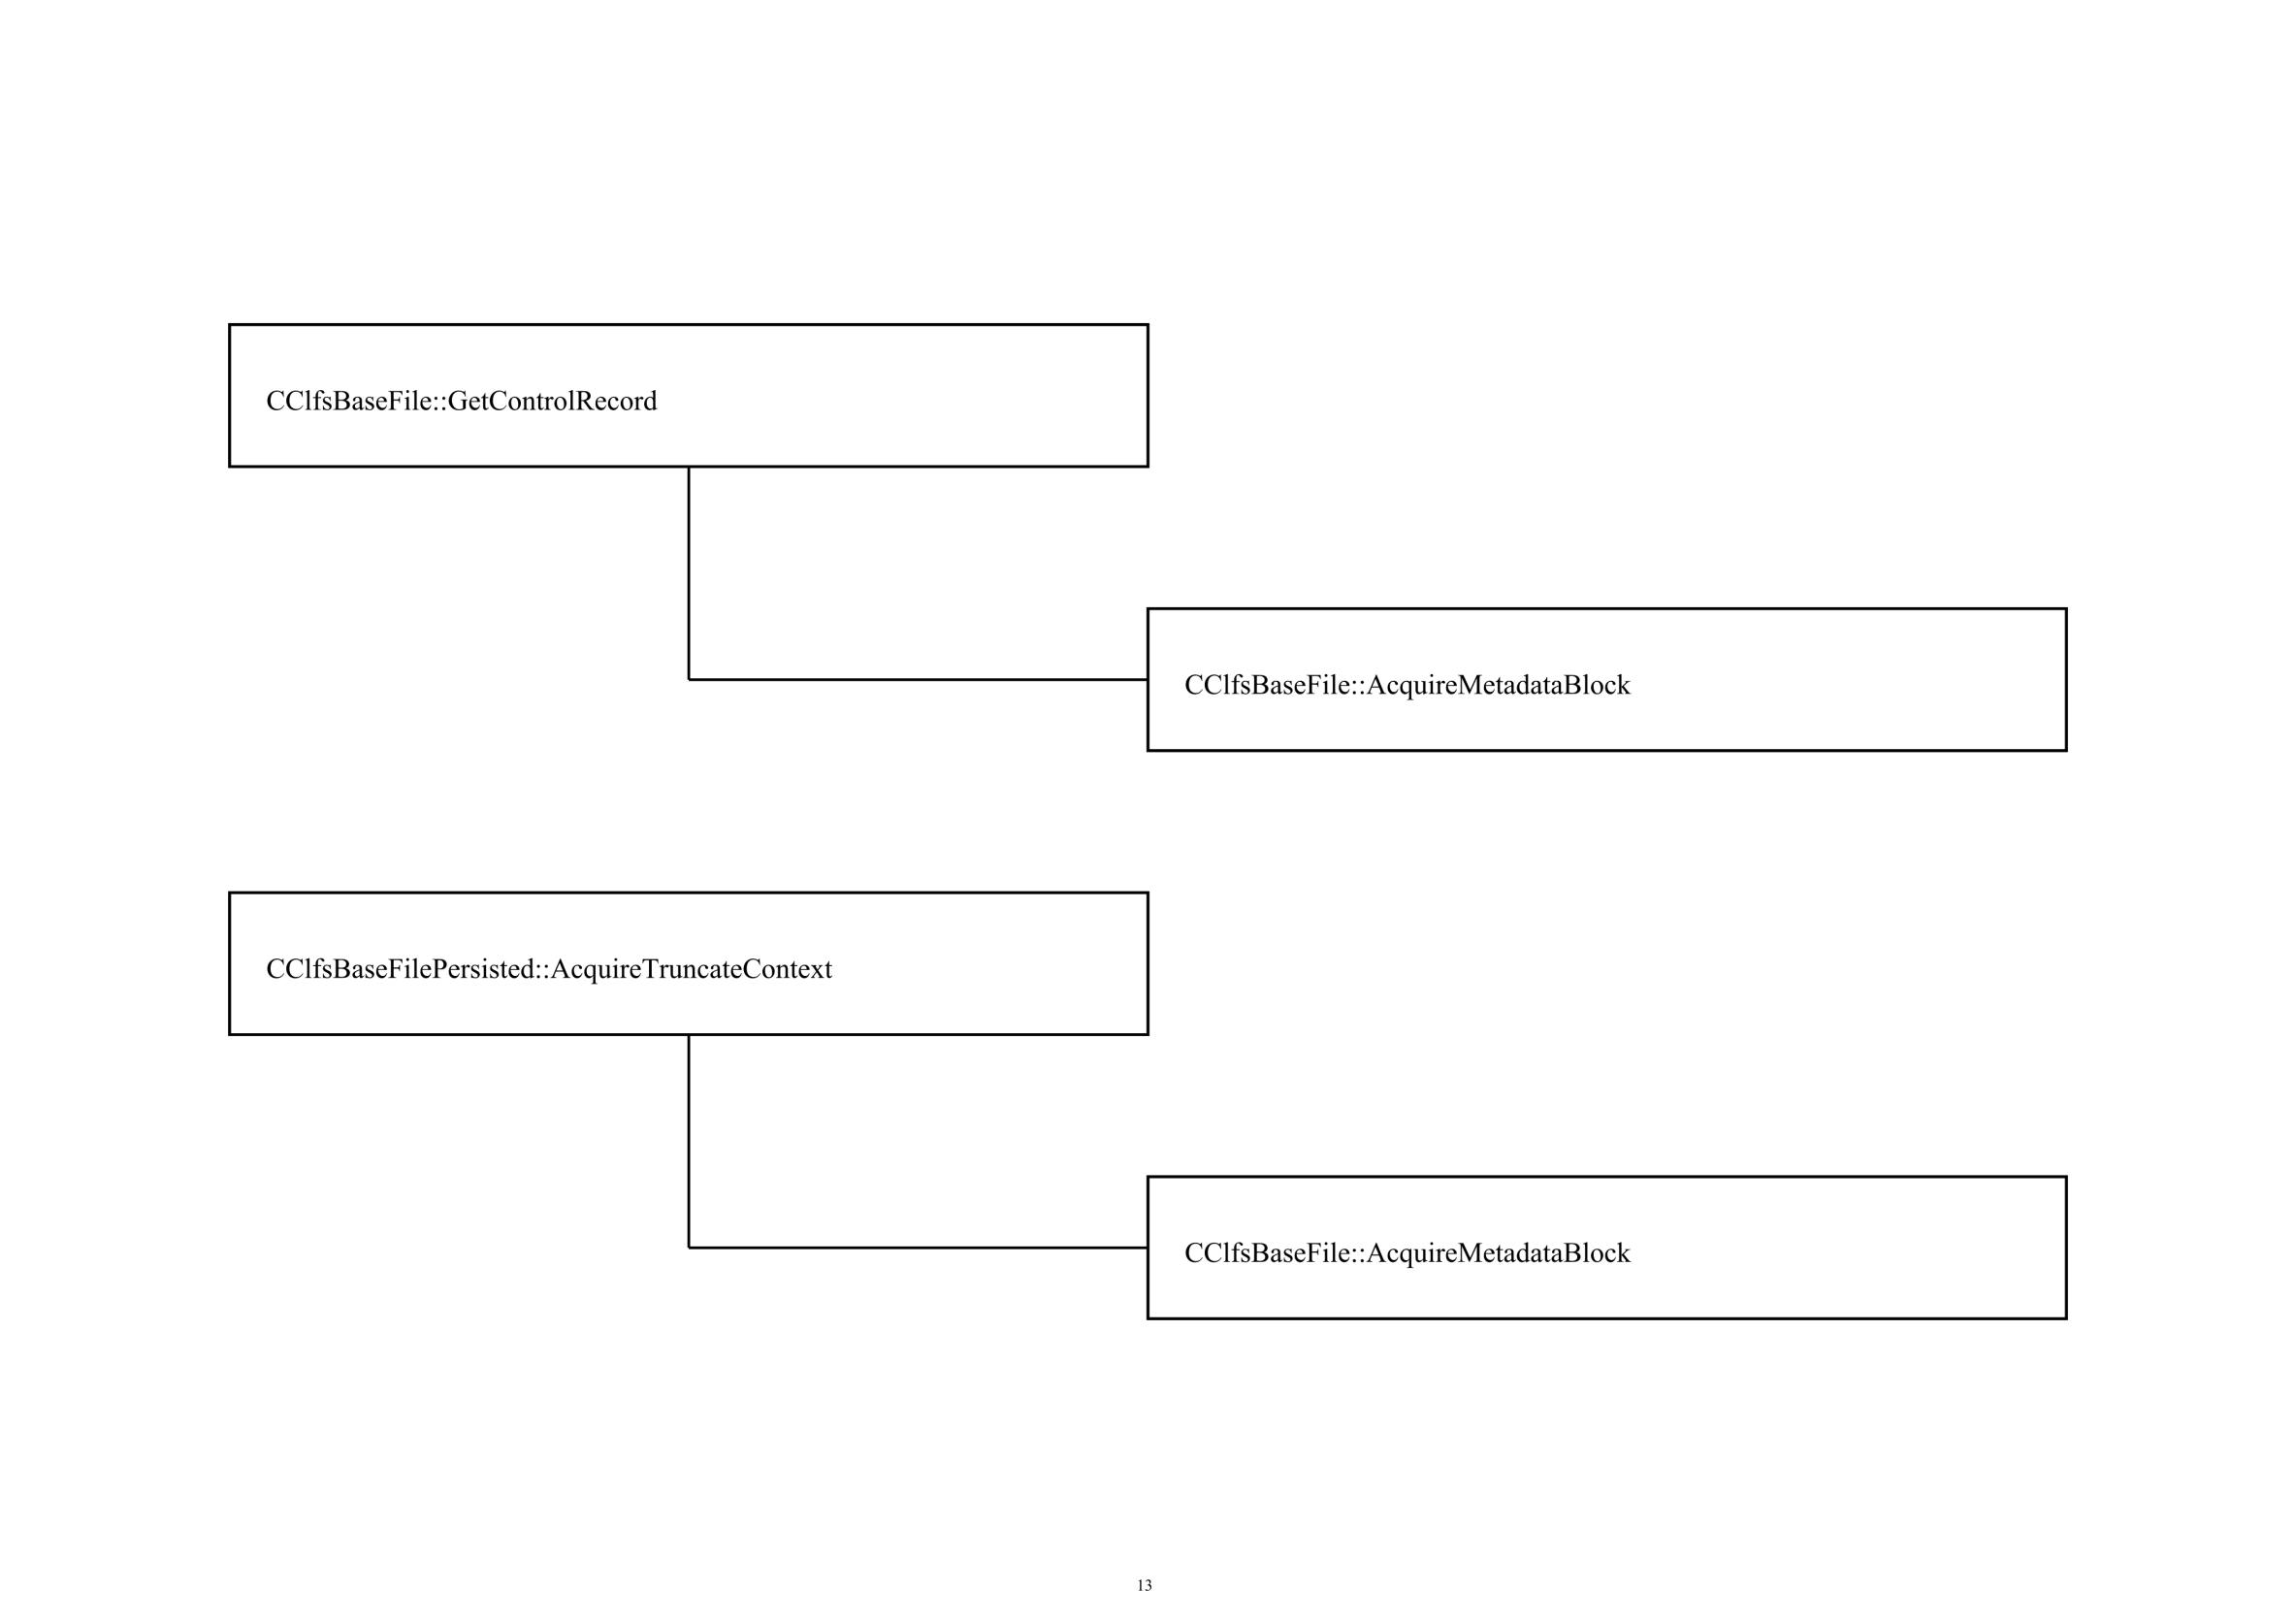 CClfsBaseFile::GetControlRecord
CClfsBaseFile::AcquireMetadataBlock
CClfsBaseFilePersisted::AcquireTruncateContext
CClfsBaseFile::AcquireMetadataBlock
13